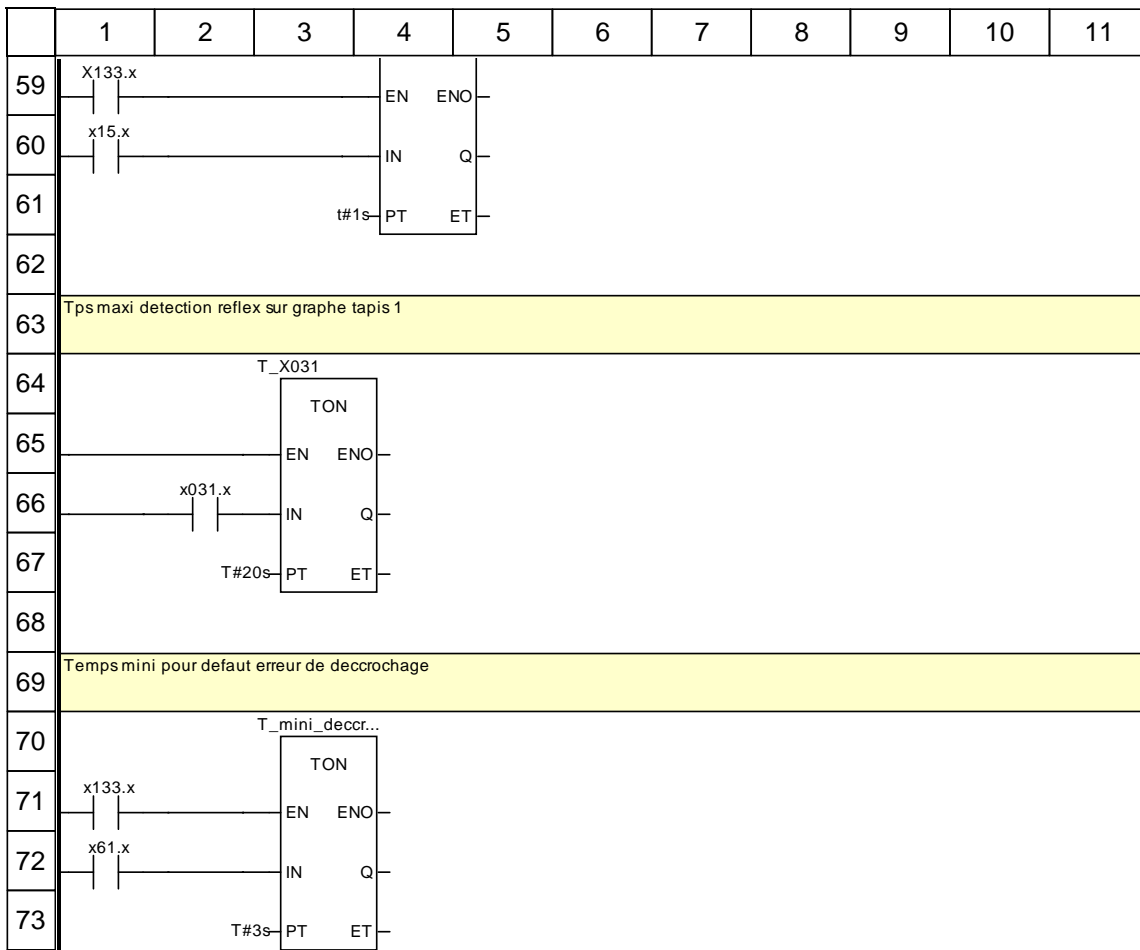 1 2 3 4 5 6 7 8 9 10 11
59 X133.x
EN ENO
60 x15.x
IN Q
61 t#1s PT ET
62
63 Tps maxi detection reflex sur graphe tapis 1
64 T_X031
TON
65 EN ENO
66 x031.x
IN Q
67 T#20s PT ET
68
69 Temps mini pour defaut erreur de deccrochage
70 T_mini_deccr...
TON
71 x133.x
EN ENO
72 x61.x
IN Q
73 T#3s PT ET